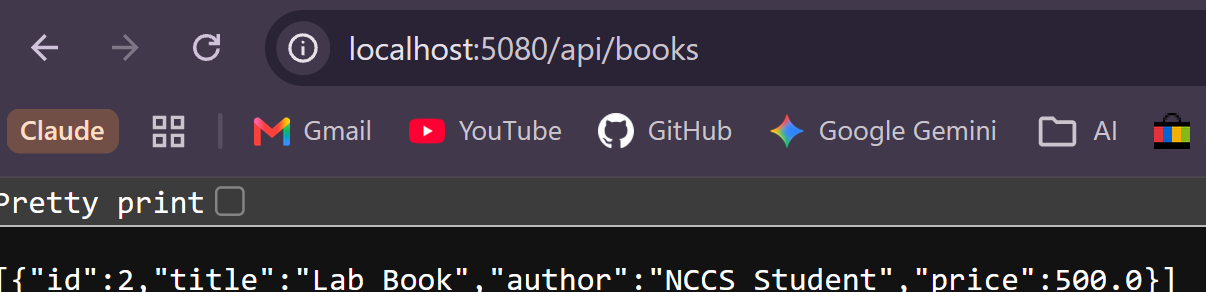 localhost:5080/api/books
Claude Gmail YouTube GitHub Google Gemini AI
Pretty print
[{"id":2,"title":"Lab Book","author":"NCCS Student","price":500.0}]